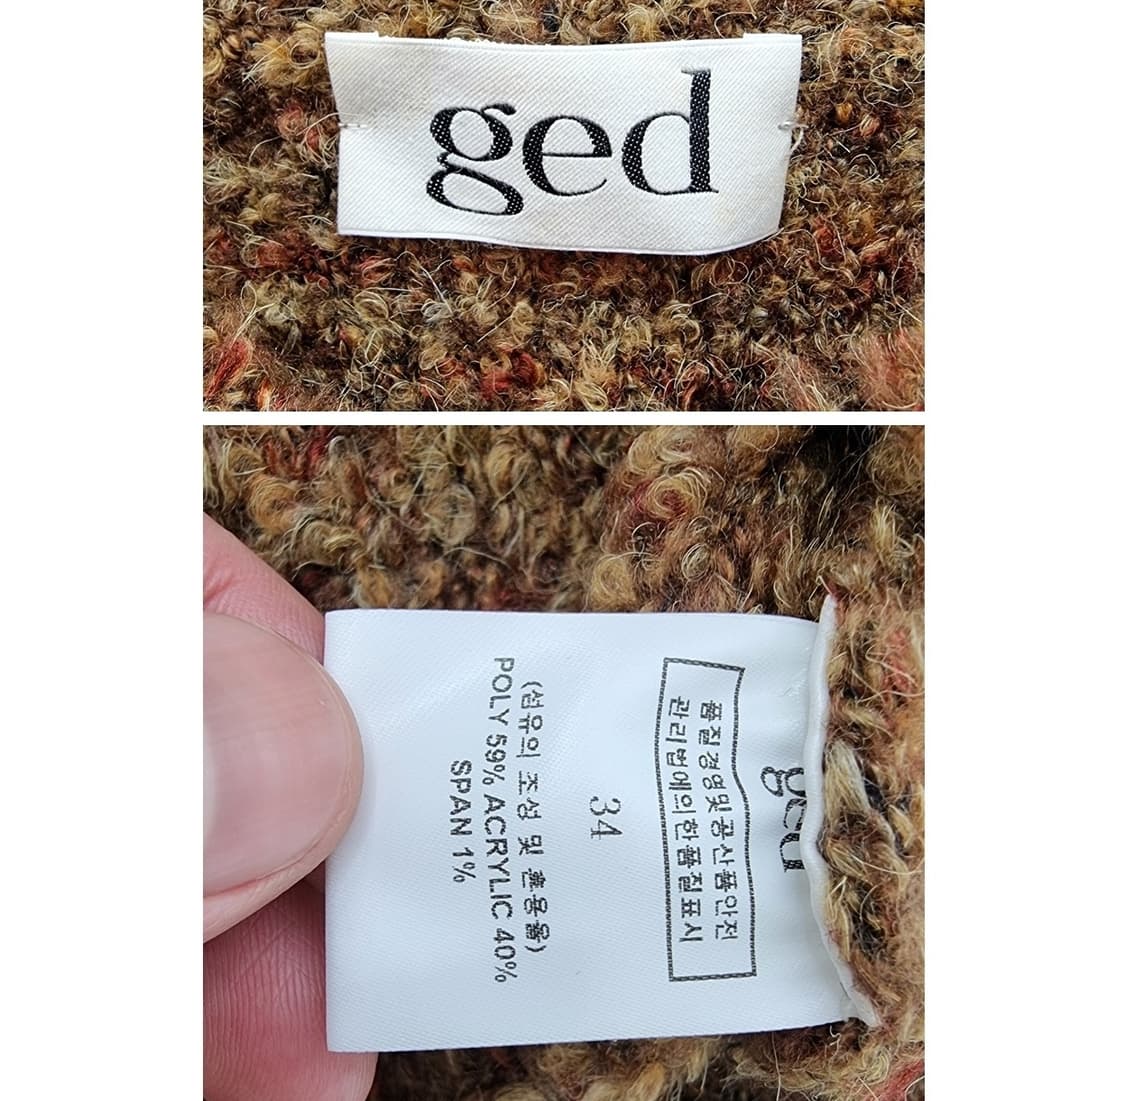 ged
ged
품질경영및공산품안전
관리법에의한품질표시
34
(섬유의 조성 및 혼용율)
POLY 59% ACRYLIC 40%
SPAN 1%